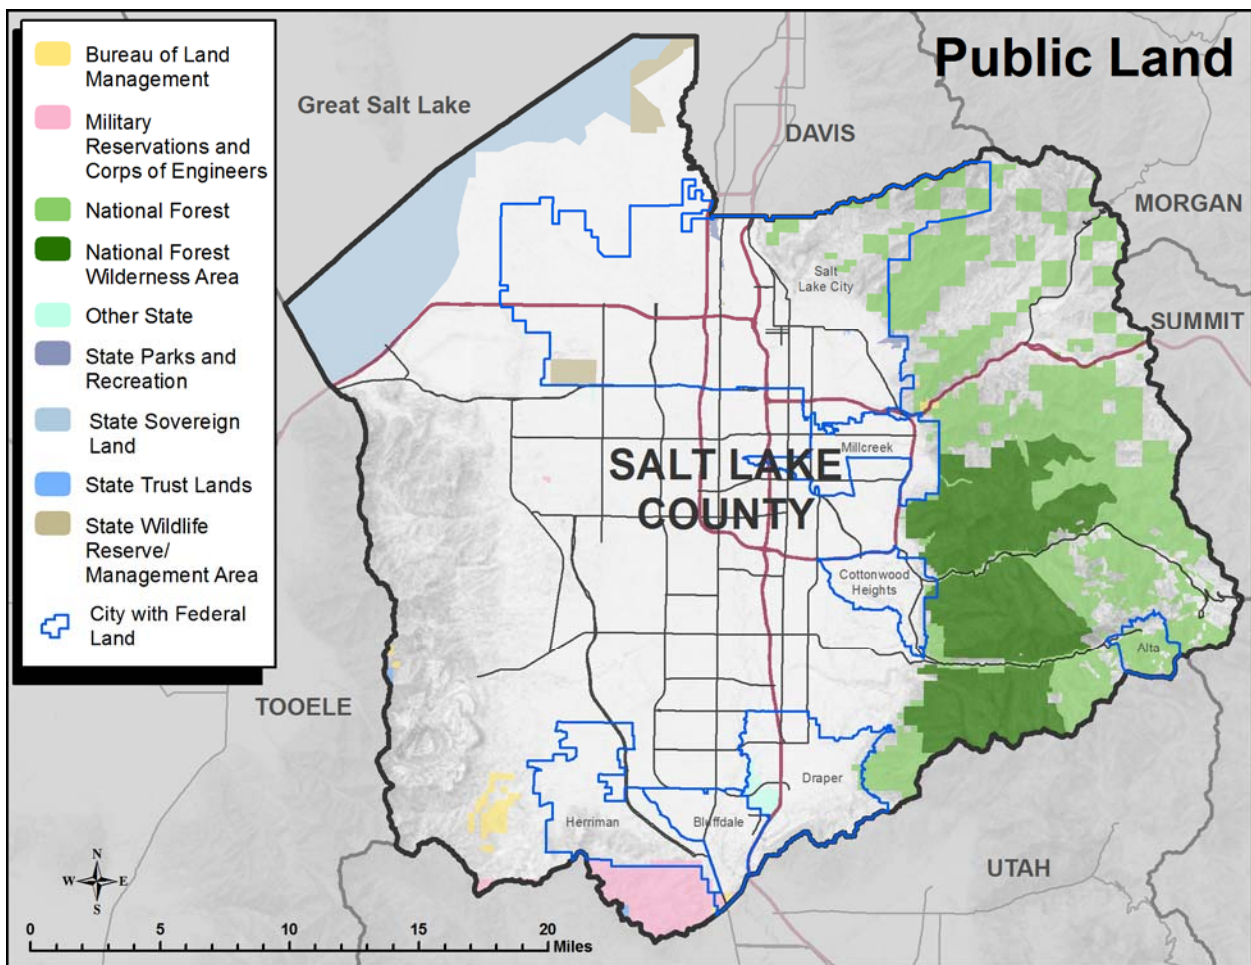 Public Land
Bureau of Land
Management
Military
Reservations and
Corps of Engineers
National Forest
National Forest
Wilderness Area
Other State
State Parks and
Recreation
State Sovereign
Land
State Trust Lands
State Wildlife
Reserve/
Management Area
City with Federal
Land
Great Salt Lake
DAVIS
MORGAN
SUMMIT
Salt
Lake City
Millcreek
SALT LAKE
COUNTY
Cottonwood
Heights
Alta
TOOELE
Draper
Herriman
Bluffdale
UTAH
N
W
E
S
0
5
10
15
20
Miles